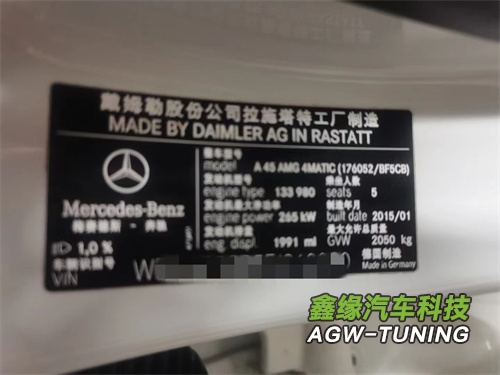 戴姆勒股份公司拉施塔特工厂制造
MADE BY DAIMLER AG IN RASTATT
整车型号
model A 45 AMG 4MATIC (176052/BF5CB)
发动机型号 乘坐人数
engine type 133 980 seats 5
发动机最大净功率 制造年月
engine power 265 kW built date 2015/01
发动机排量 最大允许总质量
eng. displ. 1991 ml GVW 2050 kg
Mercedes-Benz
梅赛德斯-奔驰
1,0 %
车辆识别代号
VIN W
德国制造
Made in Germany
鑫缘汽车科技
AGW-TUNING